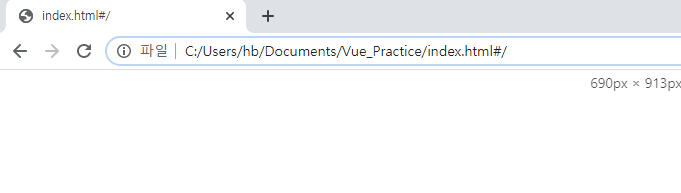 index.html#/
파일 C:/Users/hb/Documents/Vue_Practice/index.html#/
690px × 913px